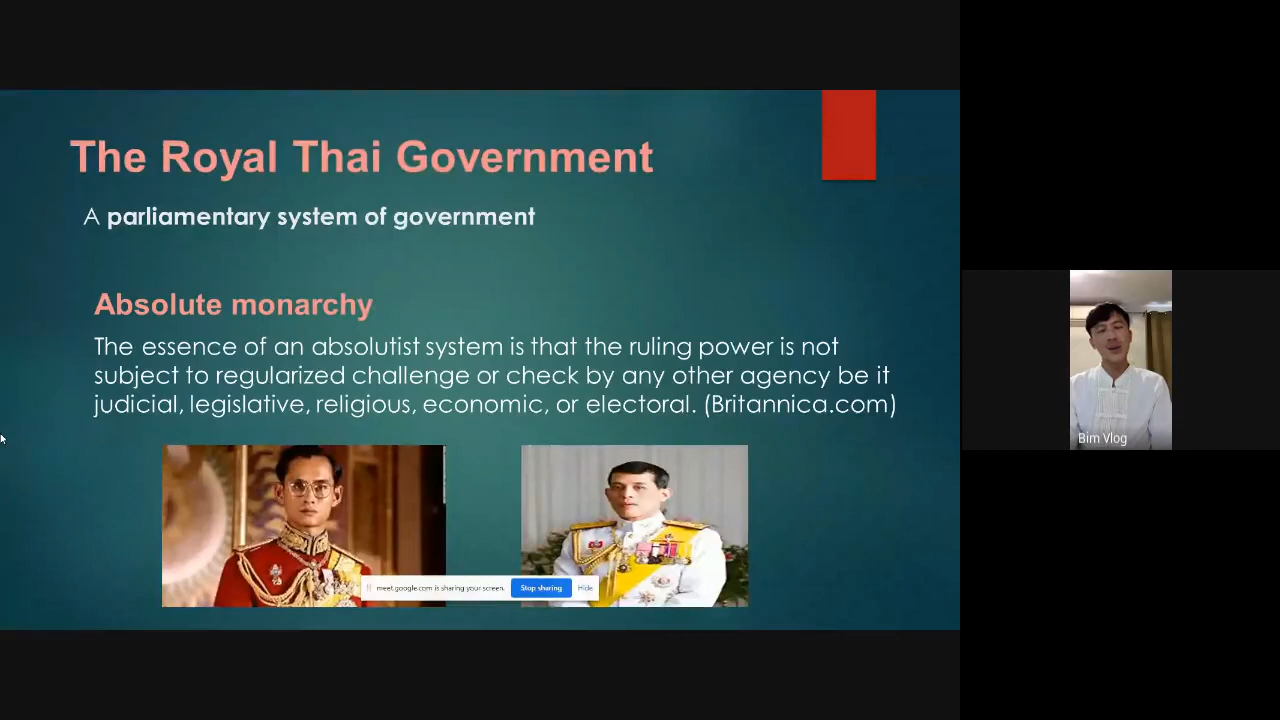 The Royal Thai Government
A parliamentary system of government
Absolute monarchy
The essence of an absolutist system is that the ruling power is not
subject to regularized challenge or check by any other agency be it
judicial, legislative, religious, economic, or electoral. (Britannica.com)
meet.google.com is sharing your screen. Stop sharing Hide
Bim Vlog